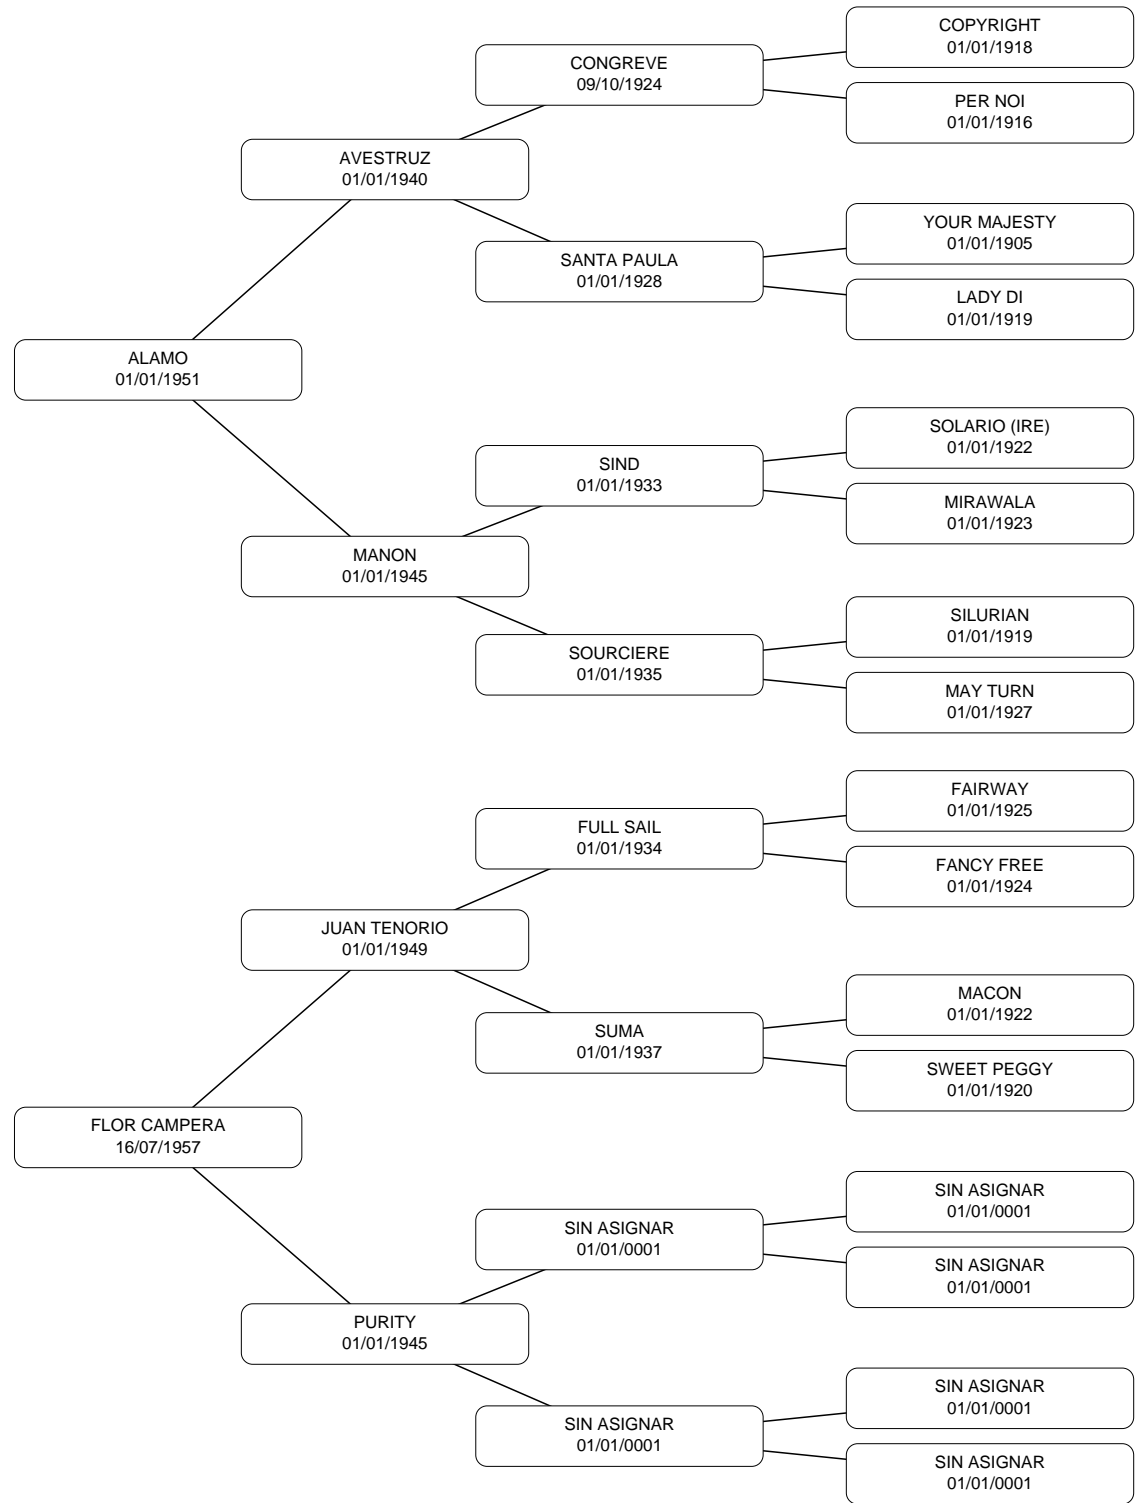 COPYRIGHT
01/01/1918
CONGREVE
09/10/1924
PER NOI
01/01/1916
AVESTRUZ
01/01/1940
YOUR MAJESTY
01/01/1905
SANTA PAULA
01/01/1928
LADY DI
01/01/1919
ALAMO
01/01/1951
SOLARIO (IRE)
01/01/1922
SIND
01/01/1933
MIRAWALA
01/01/1923
MANON
01/01/1945
SILURIAN
01/01/1919
SOURCIERE
01/01/1935
MAY TURN
01/01/1927
FAIRWAY
01/01/1925
FULL SAIL
01/01/1934
FANCY FREE
01/01/1924
JUAN TENORIO
01/01/1949
MACON
01/01/1922
SUMA
01/01/1937
SWEET PEGGY
01/01/1920
FLOR CAMPERA
16/07/1957
SIN ASIGNAR
01/01/0001
SIN ASIGNAR
01/01/0001
SIN ASIGNAR
01/01/0001
PURITY
01/01/1945
SIN ASIGNAR
01/01/0001
SIN ASIGNAR
01/01/0001
SIN ASIGNAR
01/01/0001